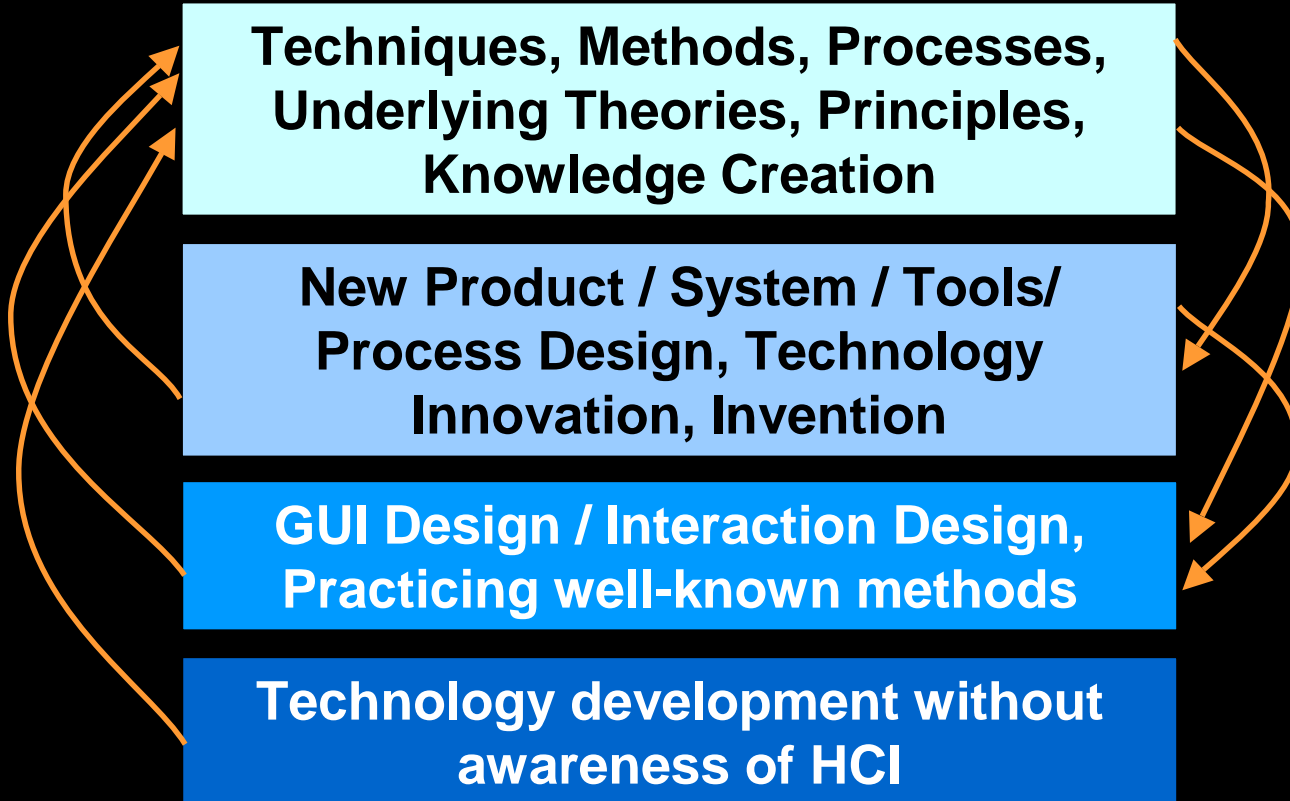 Techniques, Methods, Processes,
Underlying Theories, Principles,
Knowledge Creation
New Product / System / Tools/
Process Design, Technology
Innovation, Invention
GUI Design / Interaction Design,
Practicing well-known methods
Technology development without
awareness of HCI